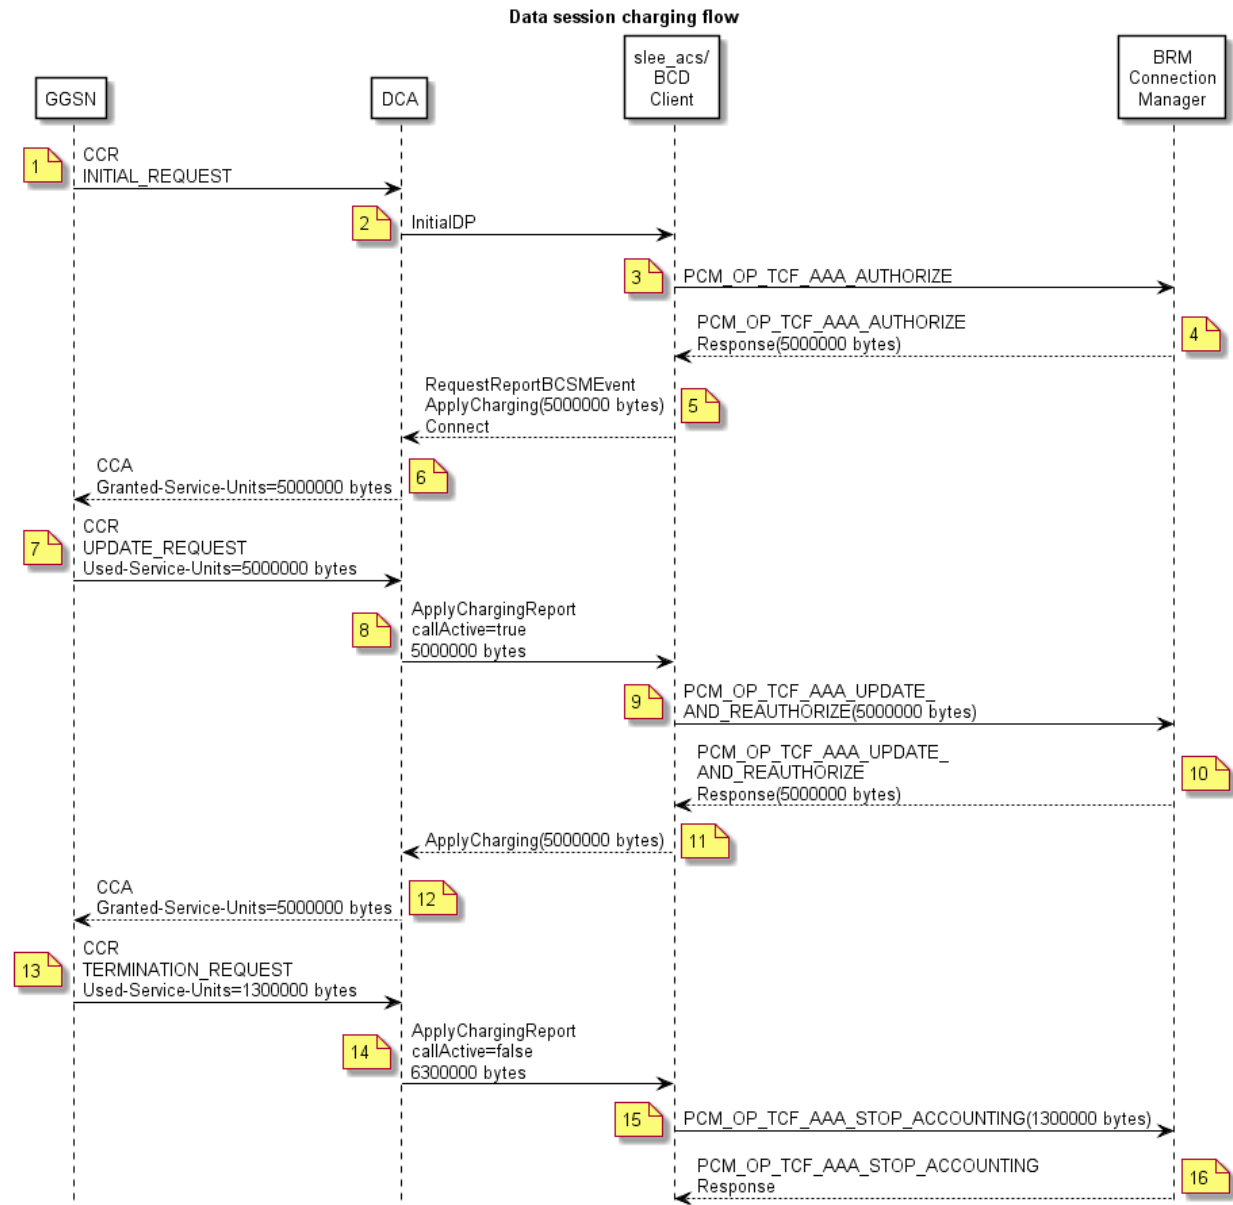 Data session charging flow
GGSN
DCA
slee_acs/
BCD
Client
BRM
Connection
Manager
1
CCR
INITIAL_REQUEST
2
InitialDP
3
PCM_OP_TCF_AAA_AUTHORIZE
PCM_OP_TCF_AAA_AUTHORIZE
Response(5000000 bytes)
4
RequestReportBCSMEvent
ApplyCharging(5000000 bytes)
Connect
5
CCA
Granted-Service-Units=5000000 bytes
6
7
CCR
UPDATE_REQUEST
Used-Service-Units=5000000 bytes
8
ApplyChargingReport
callActive=true
5000000 bytes
9
PCM_OP_TCF_AAA_UPDATE_
AND_REAUTHORIZE(5000000 bytes)
PCM_OP_TCF_AAA_UPDATE_
AND_REAUTHORIZE
Response(5000000 bytes)
10
ApplyCharging(5000000 bytes)
11
CCA
Granted-Service-Units=5000000 bytes
12
13
CCR
TERMINATION_REQUEST
Used-Service-Units=1300000 bytes
14
ApplyChargingReport
callActive=false
6300000 bytes
15
PCM_OP_TCF_AAA_STOP_ACCOUNTING(1300000 bytes)
PCM_OP_TCF_AAA_STOP_ACCOUNTING
Response
16